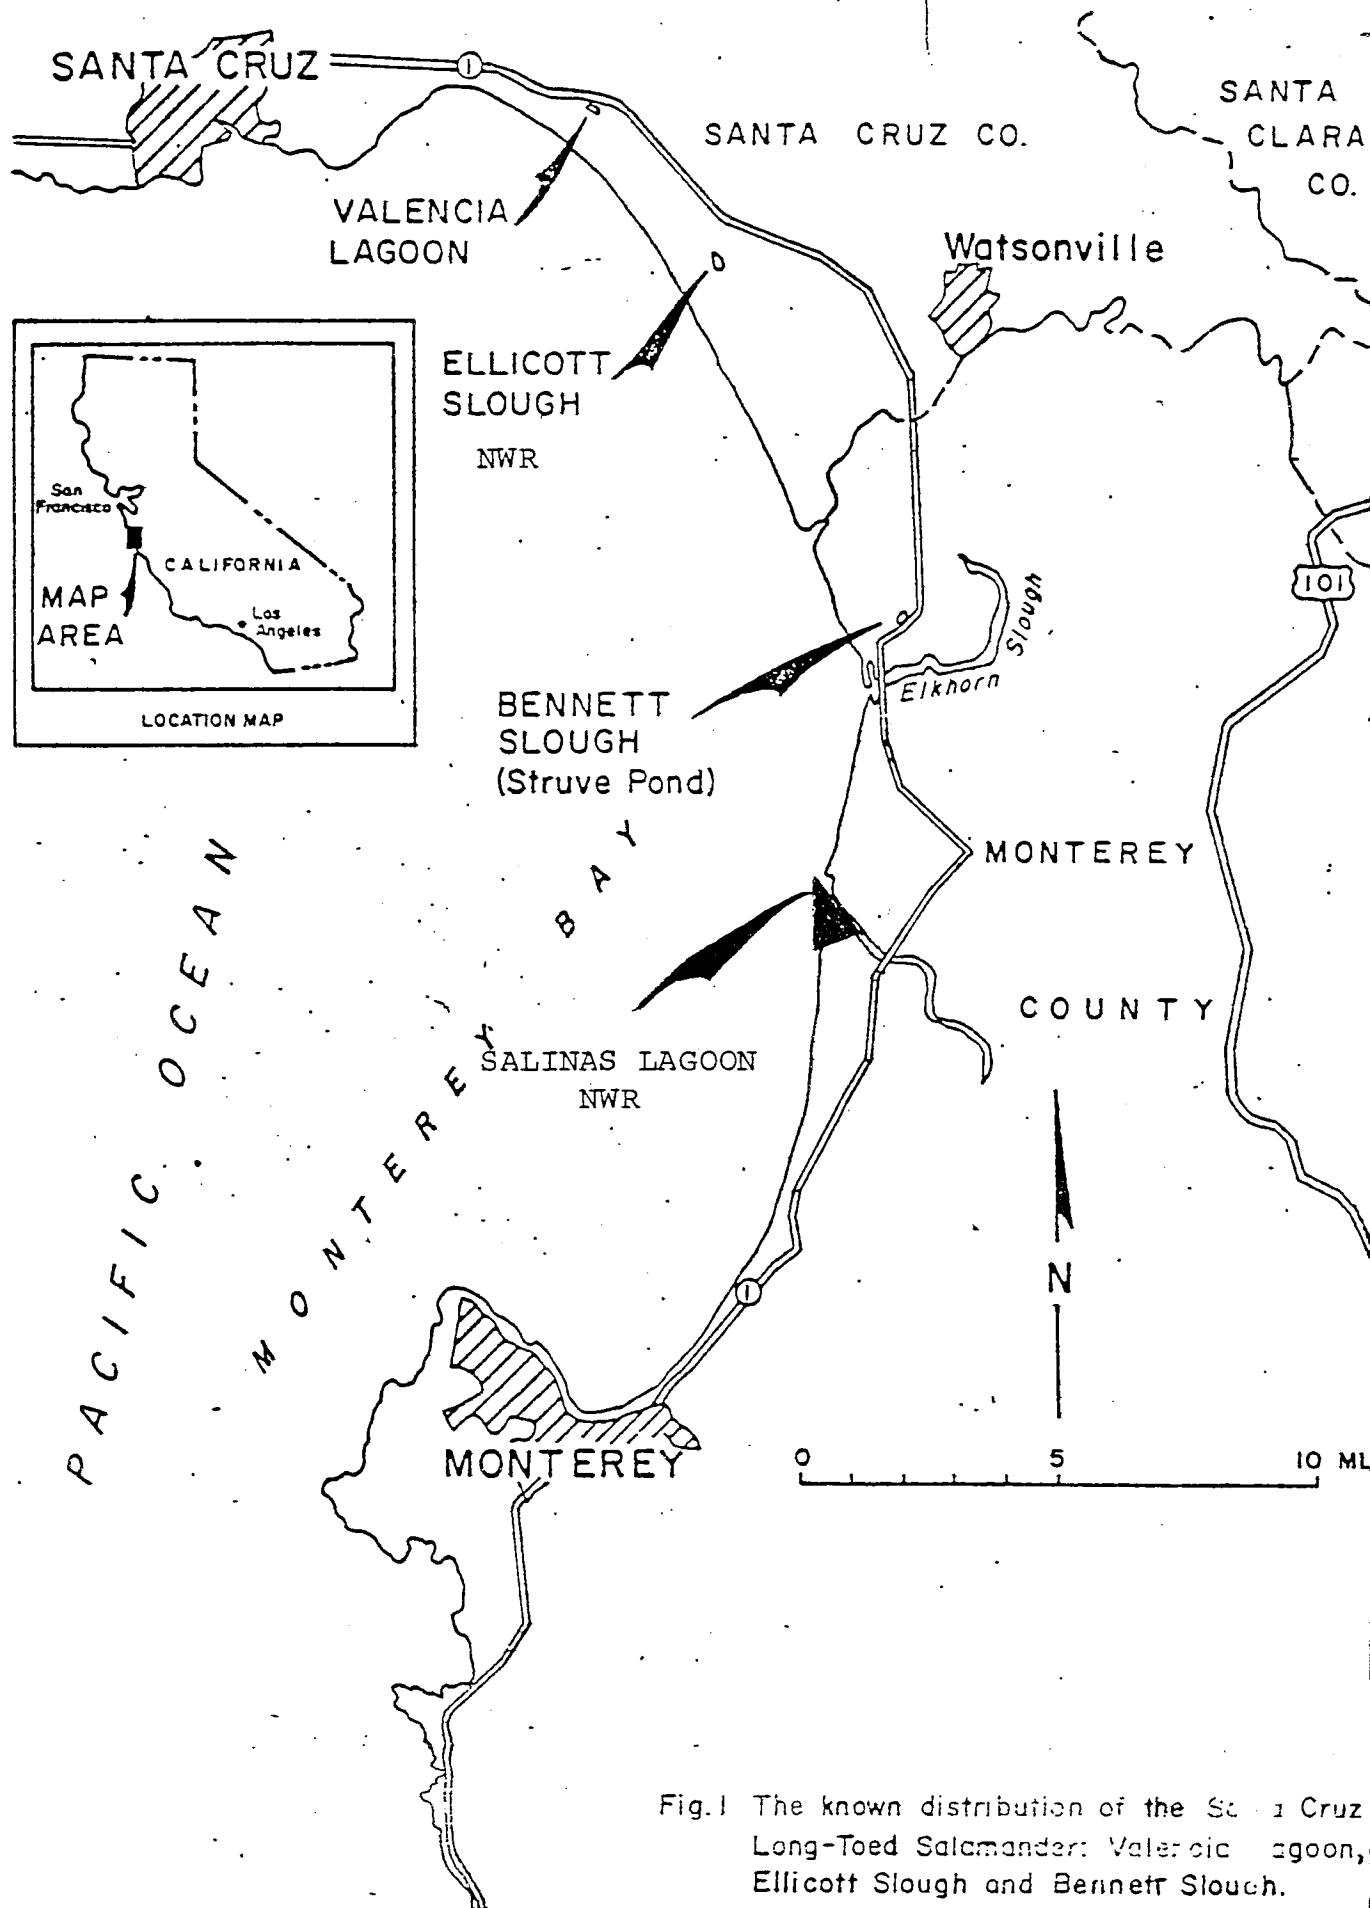 SANTA CRUZ
1
SANTA CRUZ CO.
SANTA
CLARA
CO.
VALENCIA
LAGOON
Watsonville
ELLICOTT
SLOUGH
NWR
San
Francisco
CALIFORNIA
MAP
AREA
Los
Angeles
LOCATION MAP
101
Elkhorn Slough
BENNETT
SLOUGH
(Struve Pond)
MONTEREY
COUNTY
PACIFIC OCEAN
MONTEREY BAY
SALINAS LAGOON
NWR
N
1
MONTEREY
0 5 10 MI
Fig. 1 The known distribution of the Cruz
Long-Toed Salamander:
Ellicott Slough and Bennett Slough.